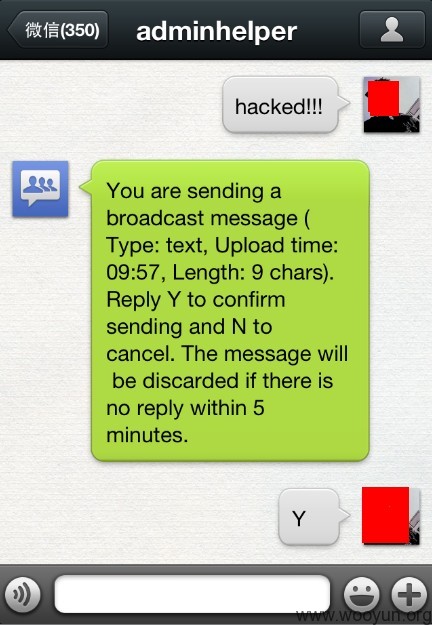 微信(350)
adminhelper
hacked!!!
You are sending a
broadcast message (
Type: text, Upload time:
09:57, Length: 9 chars).
Reply Y to confirm
sending and N to
cancel. The message will
be discarded if there is
no reply within 5
minutes.
Y
www.wooyun.org